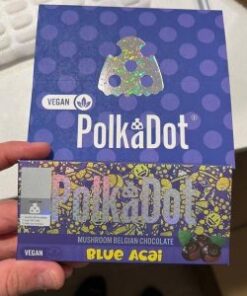 VEGAN
PolkaDot®
PolkaDot
MUSHROOM BELGIAN CHOCOLATE
VEGAN
BLUE ACAI